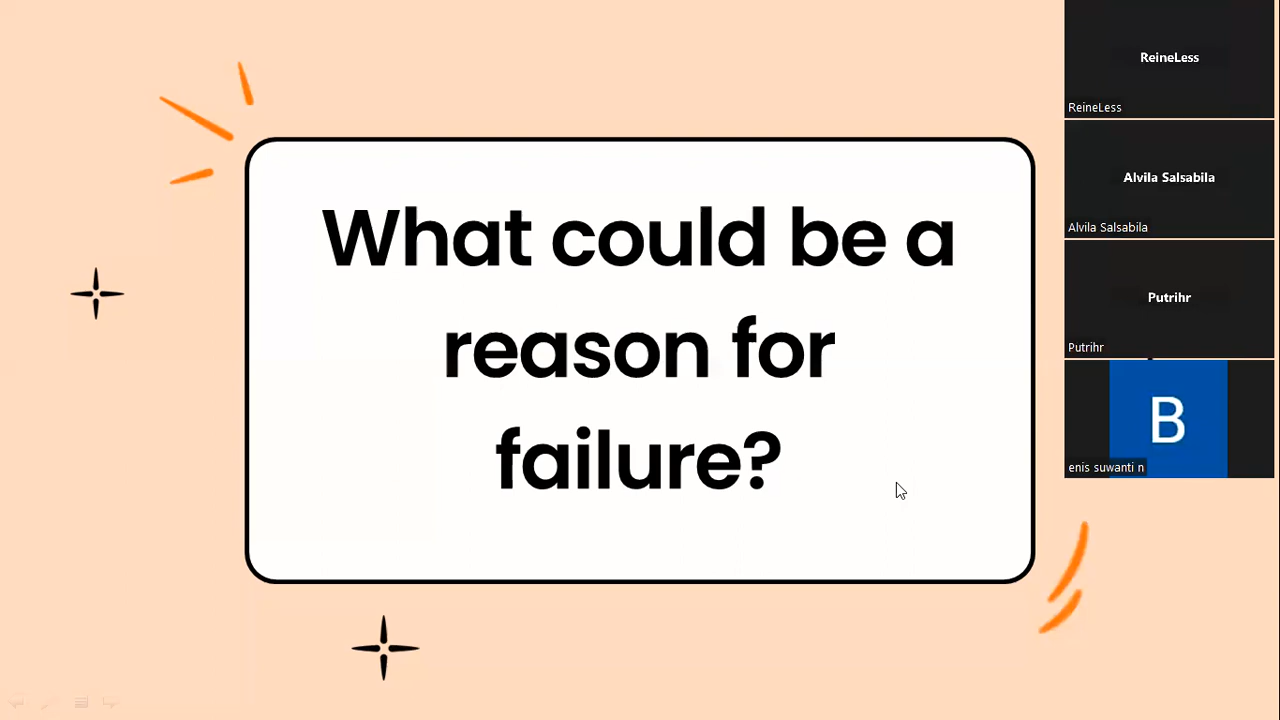 What could be a
reason for
failure?
ReineLess
ReineLess
Alvila Salsabila
Alvila Salsabila
Putrihr
Putrihr
B
enis suwanti n